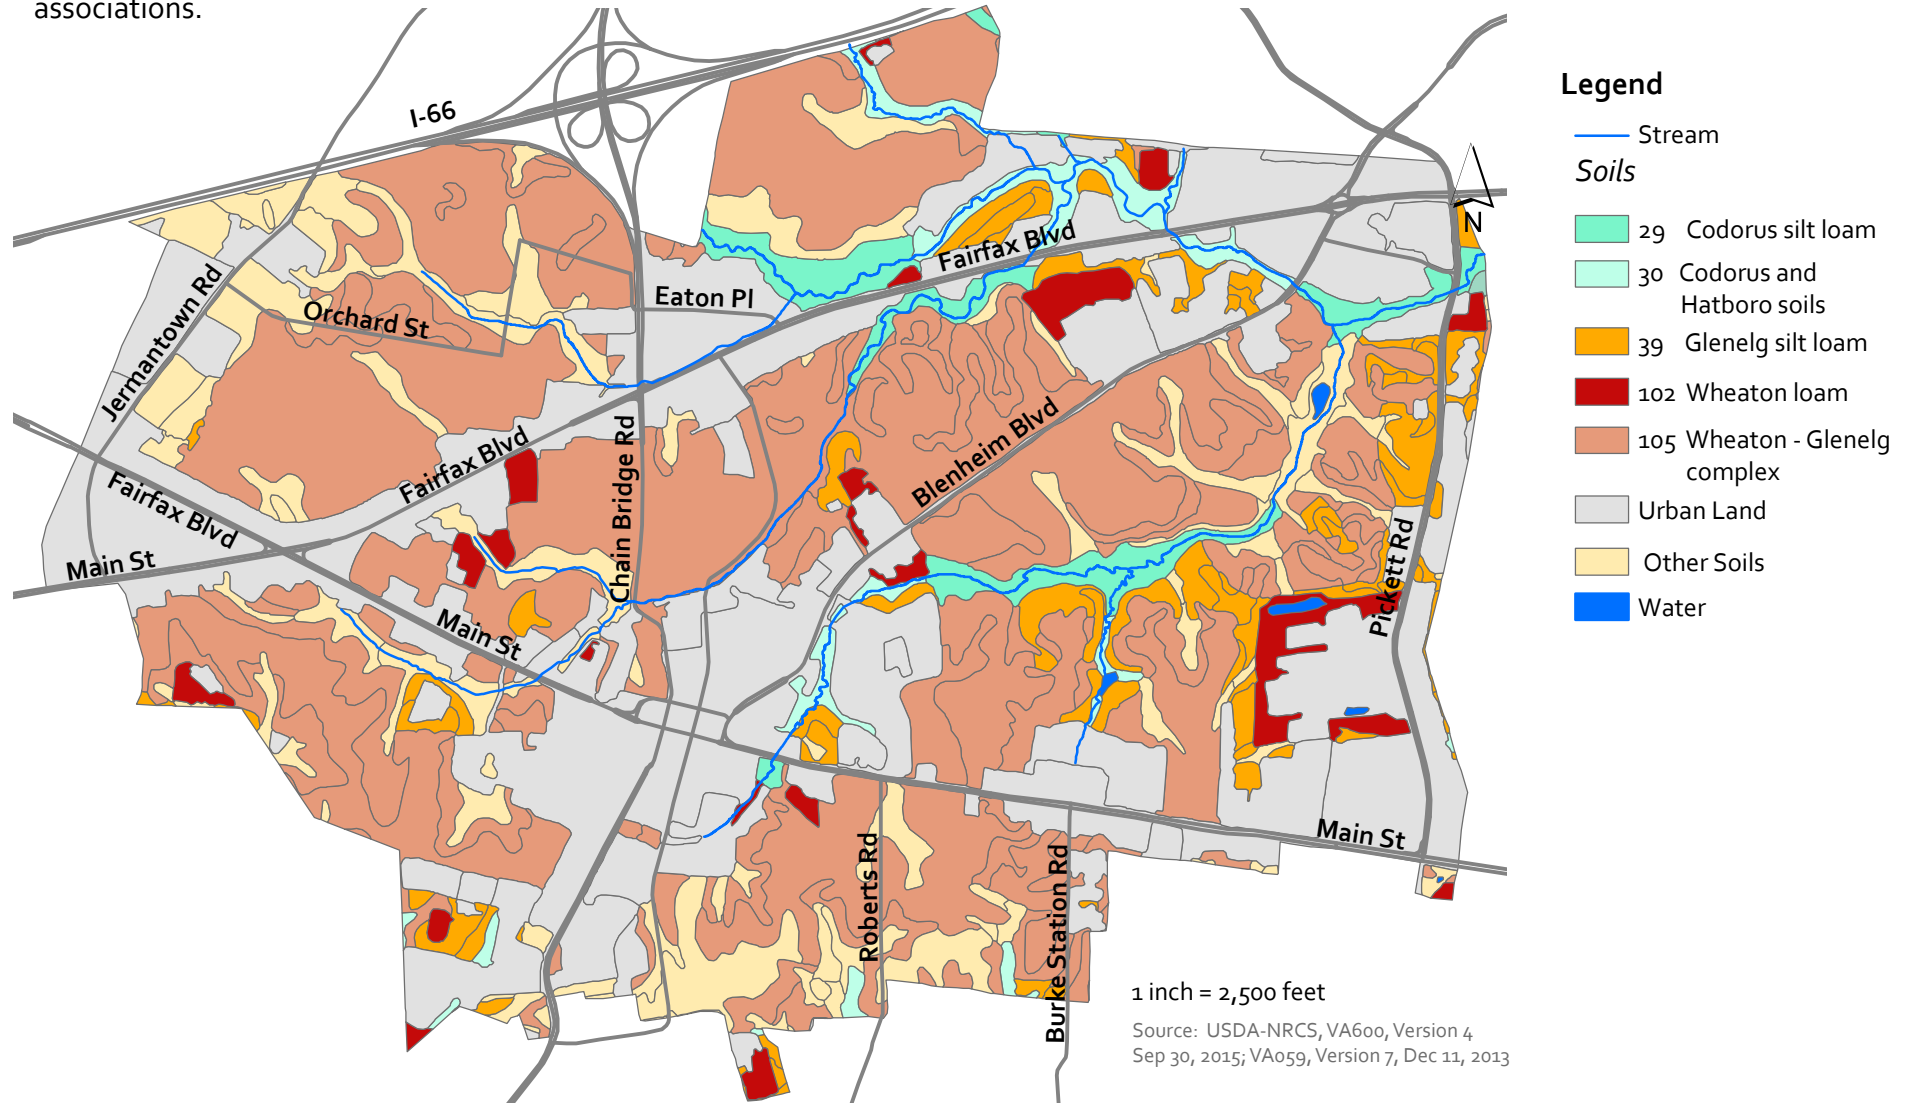 associations.
I-66
Jermantown Rd
Orchard St
Eaton Pl
Fairfax Blvd
Fairfax Blvd
Fairfax Blvd
Chain Bridge Rd
Blenheim Blvd
Main St
Main St
Pickett Rd
Main St
Roberts Rd
Burke Station Rd
N
Legend
Stream
Soils
29 Codorus silt loam
30 Codorus and
Hatboro soils
39 Glenelg silt loam
102 Wheaton loam
105 Wheaton - Glenelg
complex
Urban Land
Other Soils
Water
1 inch = 2,500 feet
Source: USDA-NRCS, VA600, Version 4
Sep 30, 2015; VA059, Version 7, Dec 11, 2013